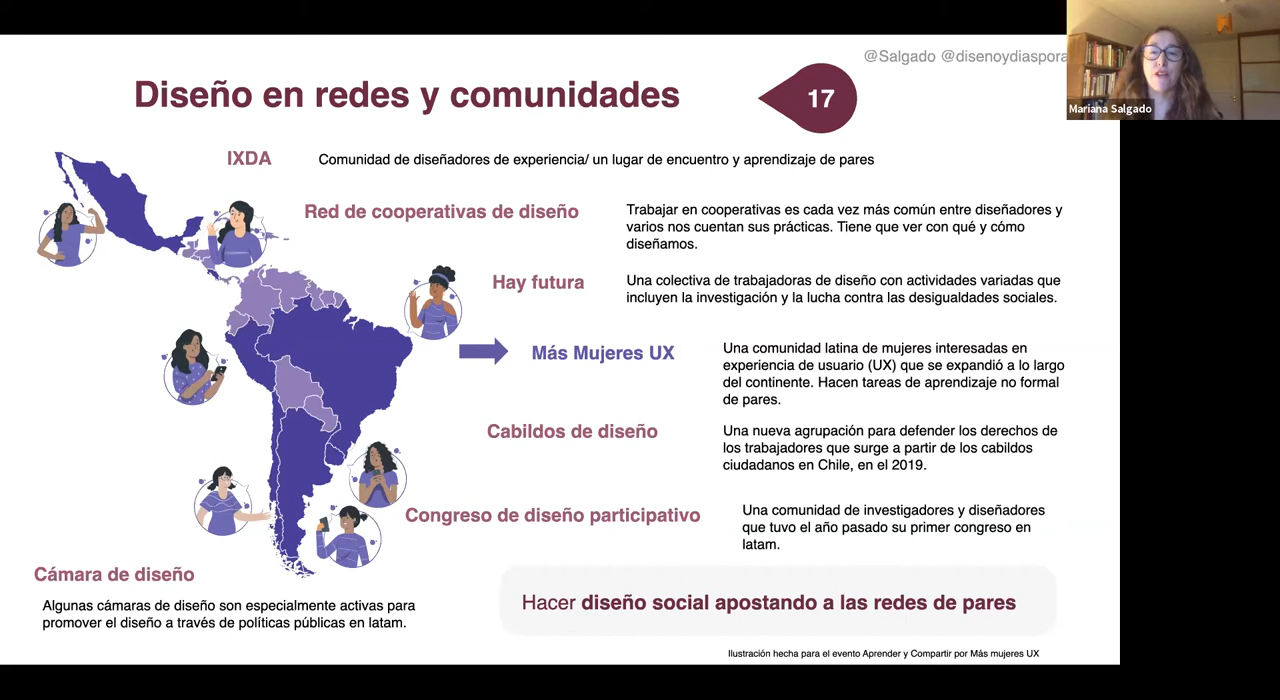 @Salgado @disenoydiaspora
Mariana Salgado
Diseño en redes y comunidades
17
IXDA
Comunidad de diseñadores de experiencia/ un lugar de encuentro y aprendizaje de pares
Red de cooperativas de diseño
Trabajar en cooperativas es cada vez más común entre diseñadores y
varios nos cuentan sus prácticas. Tiene que ver con qué y cómo
diseñamos.
Hay futura
Una colectiva de trabajadoras de diseño con actividades variadas que
incluyen la investigación y la lucha contra las desigualdades sociales.
Más Mujeres UX
Una comunidad latina de mujeres interesadas en
experiencia de usuario (UX) que se expandió a lo largo
del continente. Hacen tareas de aprendizaje no formal
de pares.
Cabildos de diseño
Una nueva agrupación para defender los derechos de
los trabajadores que surge a partir de los cabildos
ciudadanos en Chile, en el 2019.
Congreso de diseño participativo
Una comunidad de investigadores y diseñadores
que tuvo el año pasado su primer congreso en
latam.
Cámara de diseño
Algunas cámaras de diseño son especialmente activas para
promover el diseño a través de políticas públicas en latam.
Hacer diseño social apostando a las redes de pares
Ilustración hecha para el evento Aprender y Compartir por Más mujeres UX